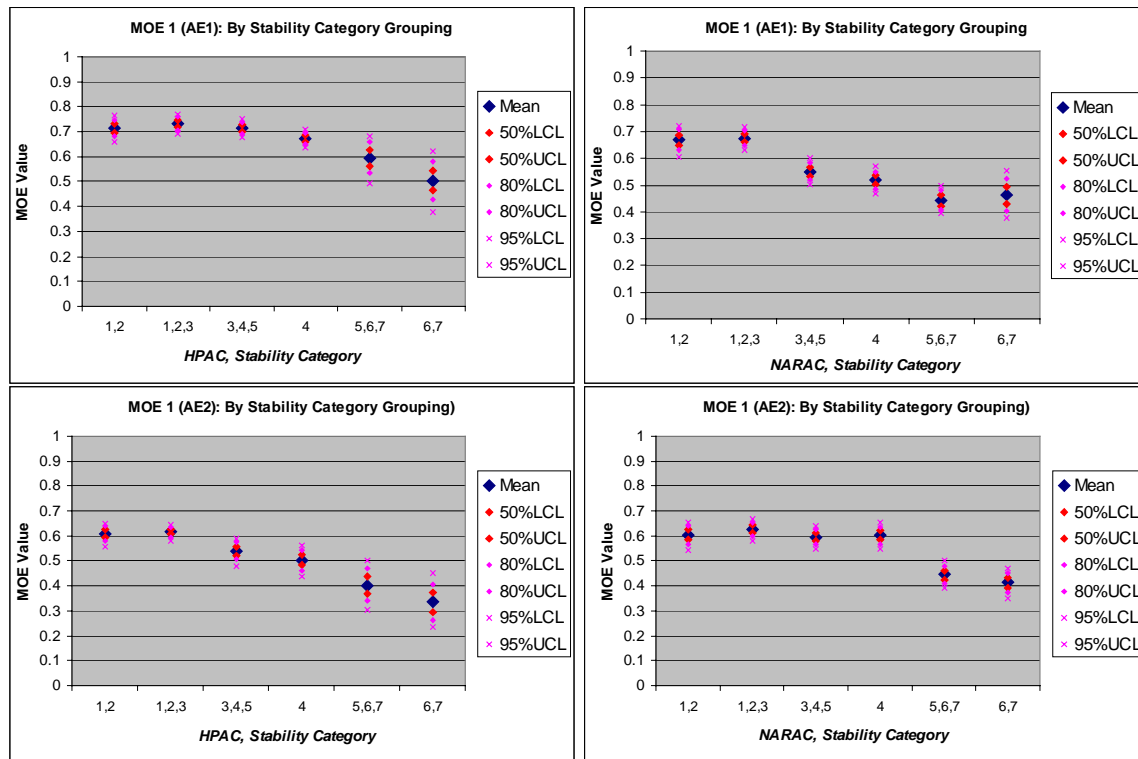 MOE 1 (AE1): By Stability Category Grouping
MOE Value
1
0.9
0.8
0.7
0.6
0.5
0.4
0.3
0.2
0.1
0
1,2 1,2,3 3,4,5 4 5,6,7 6,7
HPAC, Stability Category
Mean
50%LCL
50%UCL
80%LCL
80%UCL
95%LCL
95%UCL
MOE 1 (AE1): By Stability Category Grouping
MOE Value
1
0.9
0.8
0.7
0.6
0.5
0.4
0.3
0.2
0.1
0
1,2 1,2,3 3,4,5 4 5,6,7 6,7
NARAC, Stability Category
Mean
50%LCL
50%UCL
80%LCL
80%UCL
95%LCL
95%UCL
MOE 1 (AE2): By Stability Category Grouping)
MOE Value
1
0.9
0.8
0.7
0.6
0.5
0.4
0.3
0.2
0.1
0
1,2 1,2,3 3,4,5 4 5,6,7 6,7
HPAC, Stability Category
Mean
50%LCL
50%UCL
80%LCL
80%UCL
95%LCL
95%UCL
MOE 1 (AE2): By Stability Category Grouping)
MOE Value
1
0.9
0.8
0.7
0.6
0.5
0.4
0.3
0.2
0.1
0
1,2 1,2,3 3,4,5 4 5,6,7 6,7
NARAC, Stability Category
Mean
50%LCL
50%UCL
80%LCL
80%UCL
95%LCL
95%UCL